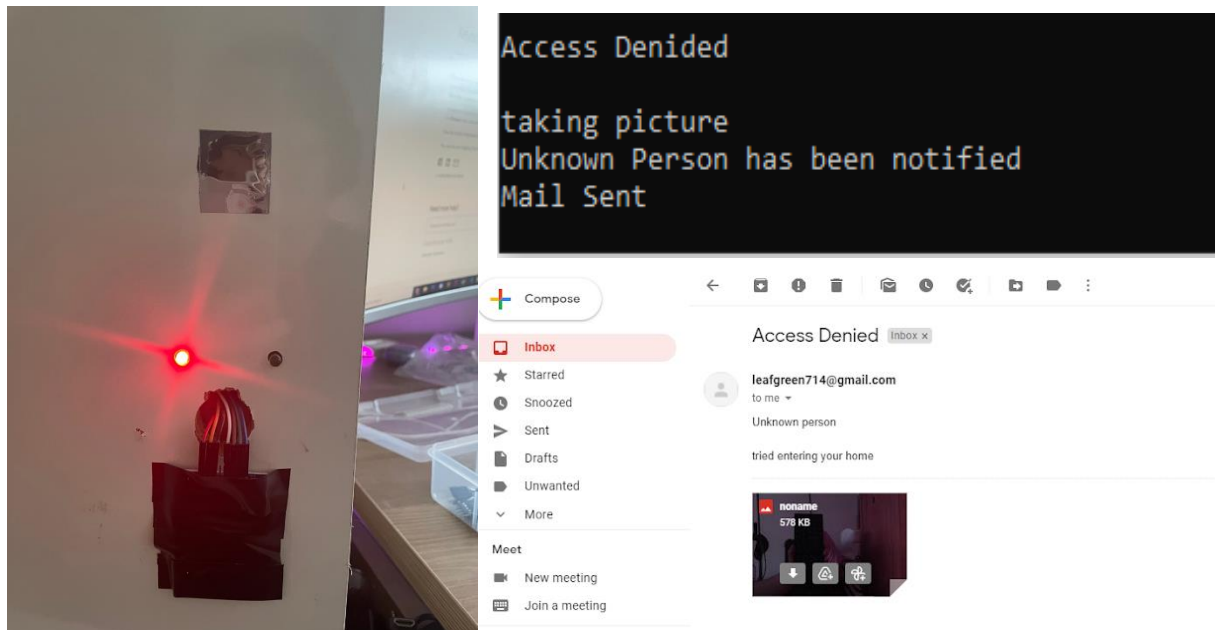 Access Denided
taking picture
Unknown Person has been notified
Mail Sent
Compose
Inbox
Starred
Snoozed
Sent
Drafts
Unwanted
More
Meet
New meeting
Join a meeting
Access Denied Inbox x
leafgreen714@gmail.com
to me
Unknown person
tried entering your home
noname
578 KB